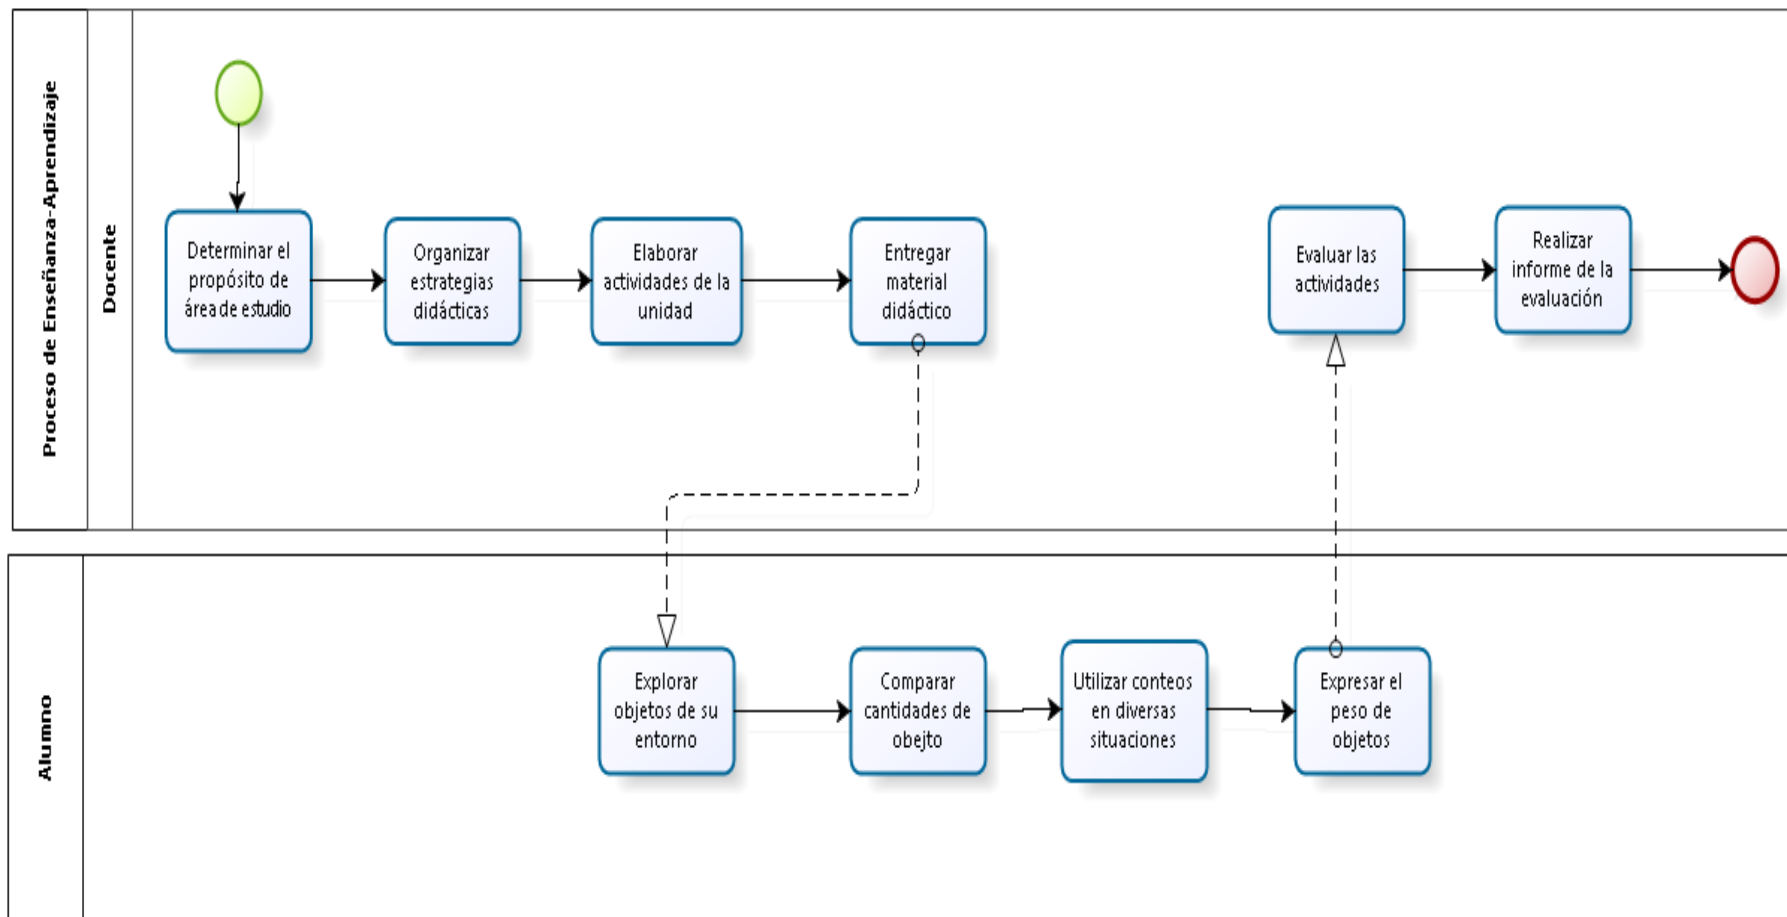 Proceso de Enseñanza-Aprendizaje
Docente
Determinar el
propósito de
área de estudio
Organizar
estrategias
didácticas
Elaborar
actividades de la
unidad
Entregar
material
didáctico
Evaluar las
actividades
Realizar
informe de la
evaluación
Alumno
Explorar
objetos de su
entorno
Comparar
cantidades de
obejto
Utilizar conteos
en diversas
situaciones
Expresar el
peso de
objetos